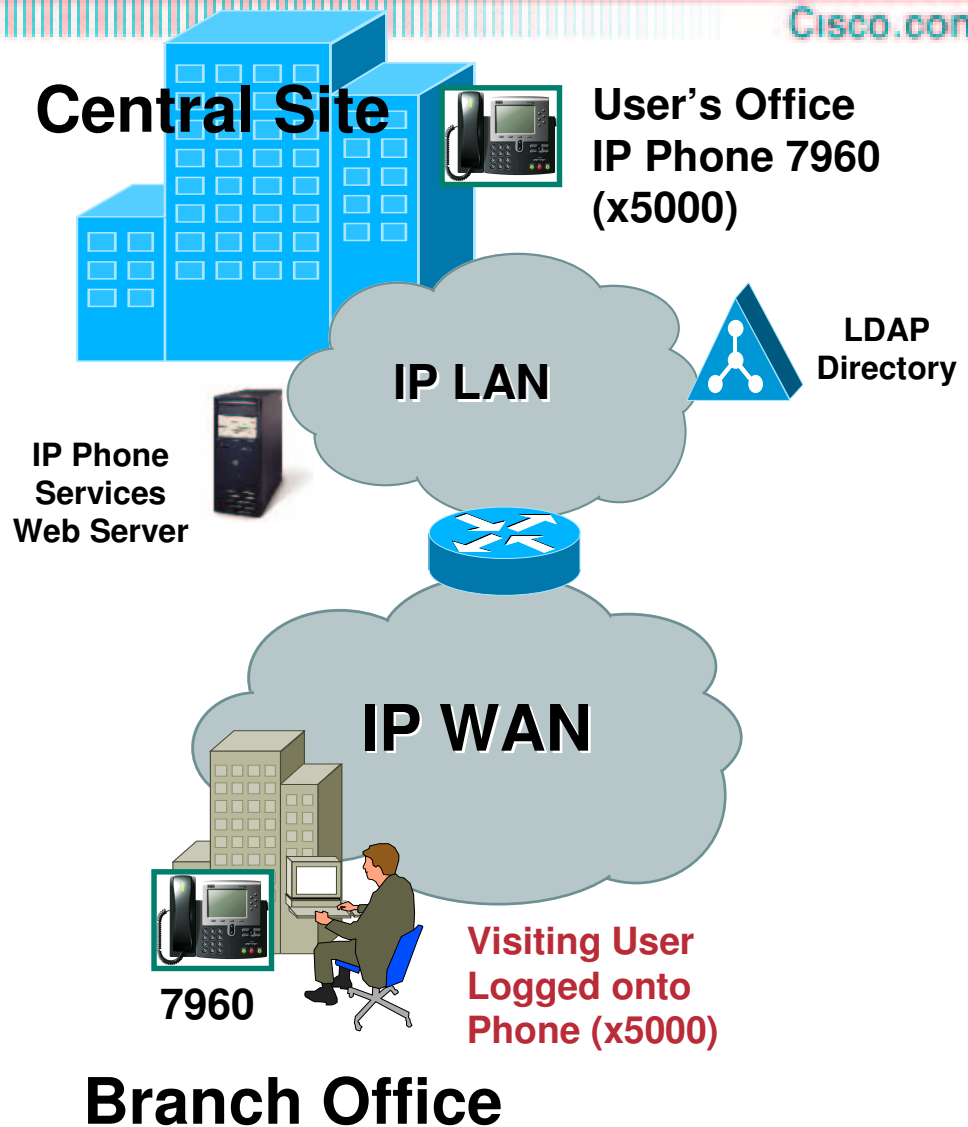 Cisco.com
Central Site
User's Office
IP Phone 7960
(x5000)
LDAP
Directory
IP LAN
IP Phone
Services
Web Server
IP WAN
7960
Visiting User
Logged onto
Phone (x5000)
Branch Office